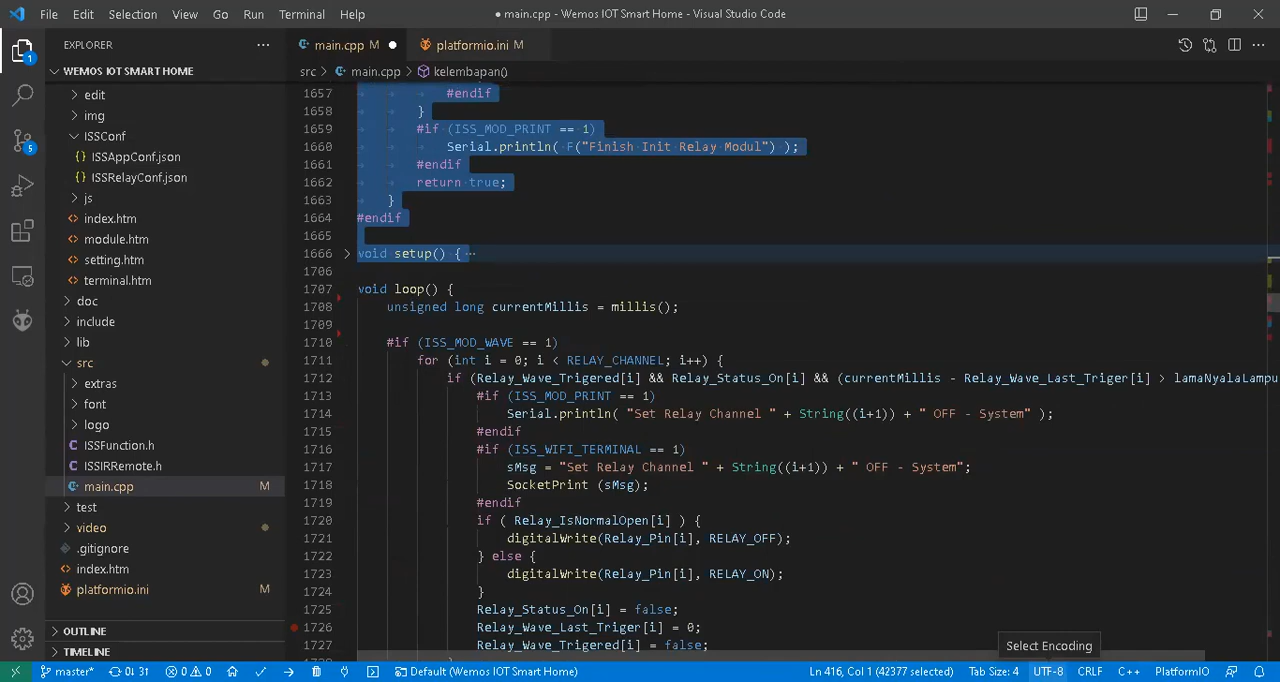 File Edit Selection View Go Run Terminal Help
● main.cpp - Wemos IOT Smart Home - Visual Studio Code
EXPLORER ···
main.cpp M ●
platformio.ini M
WEMOS IOT SMART HOME
src > main.cpp > kelembapan()
edit
img
ISSConf
{} ISSAppConf.json
{} ISSRelayConf.json
js
<> index.htm
<> module.htm
<> setting.htm
<> terminal.htm
doc
include
lib
src
extras
font
logo
C ISSFunction.h
C ISSIRRemote.h
main.cpp M
test
video
.gitignore
<> index.htm
platformio.ini M
OUTLINE
TIMELINE
1
5
1657 #endif
1658 }
1659 #if (ISS_MOD_PRINT == 1)
1660 Serial.println( F("Finish Init Relay Modul") );
1661 #endif
1662 return true;
1663 }
1664 #endif
1665
1666 void setup() { ···
1706
1707 void loop() {
1708 unsigned long currentMillis = millis();
1709
1710 #if (ISS_MOD_WAVE == 1)
1711 for (int i = 0; i < RELAY_CHANNEL; i++) {
1712 if (Relay_Wave_Trigered[i] && Relay_Status_On[i] && (currentMillis - Relay_Wave_Last_Triger[i] > lamaNyalaLampu
1713 #if (ISS_MOD_PRINT == 1)
1714 Serial.println( "Set Relay Channel " + String((i+1)) + " OFF - System" );
1715 #endif
1716 #if (ISS_WIFI_TERMINAL == 1)
1717 sMsg = "Set Relay Channel " + String((i+1)) + " OFF - System";
1718 SocketPrint (sMsg);
1719 #endif
1720 if ( Relay_IsNormalOpen[i] ) {
1721 digitalWrite(Relay_Pin[i], RELAY_OFF);
1722 } else {
1723 digitalWrite(Relay_Pin[i], RELAY_ON);
1724 }
1725 Relay_Status_On[i] = false;
1726 Relay_Wave_Last_Triger[i] = 0;
1727 Relay_Wave_Trigered[i] = false;
Select Encoding
master* 0↓ 3↑ 0 0 Default (Wemos IOT Smart Home) Ln 416, Col 1 (42377 selected) Tab Size: 4 UTF-8 CRLF C++ PlatformIO